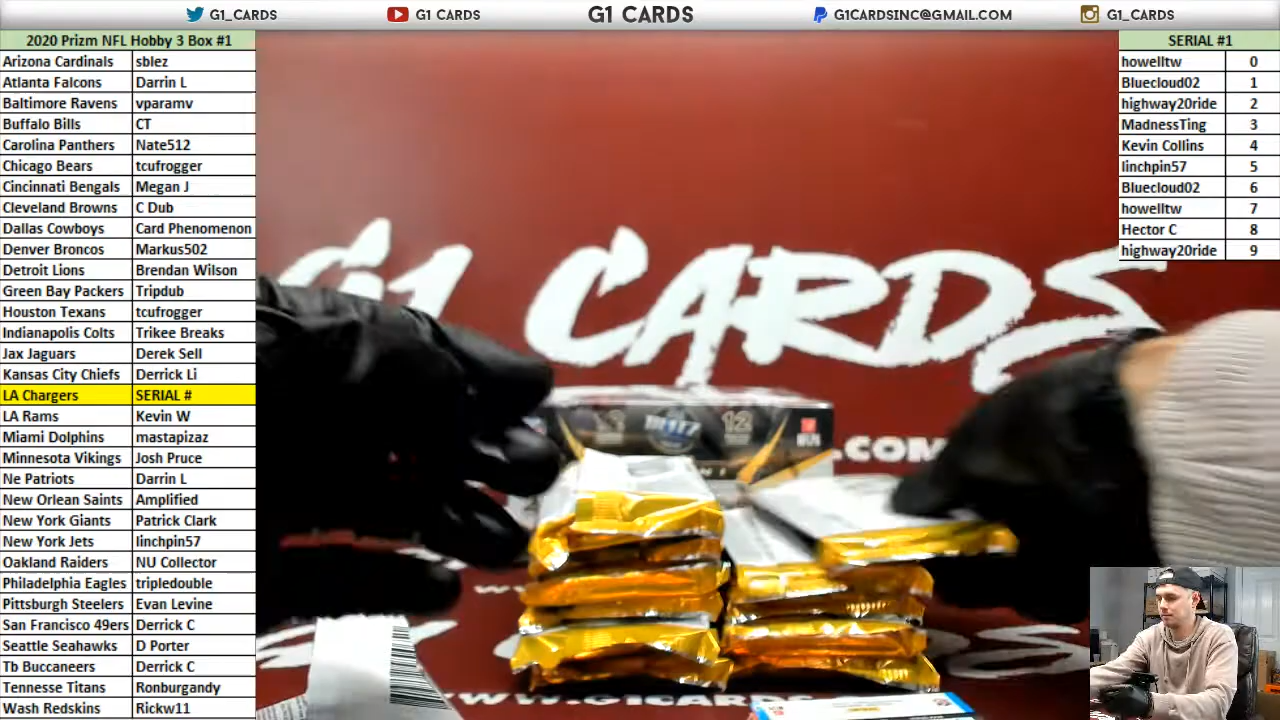 G1_CARDS
G1 CARDS
G1 CARDS
G1CARDSINC@GMAIL.COM
G1_CARDS
2020 Prizm NFL Hobby 3 Box #1
Arizona Cardinals sblez
Atlanta Falcons Darrin L
Baltimore Ravens vparamv
Buffalo Bills CT
Carolina Panthers Nate512
Chicago Bears tcufrogger
Cincinnati Bengals Megan J
Cleveland Browns C Dub
Dallas Cowboys Card Phenomenon
Denver Broncos Markus502
Detroit Lions Brendan Wilson
Green Bay Packers Tripdub
Houston Texans tcufrogger
Indianapolis Colts Trikee Breaks
Jax Jaguars Derek Sell
Kansas City Chiefs Derrick Li
LA Chargers SERIAL #
LA Rams Kevin W
Miami Dolphins mastapizaz
Minnesota Vikings Josh Pruce
Ne Patriots Darrin L
New Orlean Saints Amplified
New York Giants Patrick Clark
New York Jets linchpin57
Oakland Raiders NU Collector
Philadelphia Eagles tripledouble
Pittsburgh Steelers Evan Levine
San Francisco 49ers Derrick C
Seattle Seahawks D Porter
Tb Buccaneers Derrick C
Tennesse Titans Ronburgandy
Wash Redskins Rickw11
SERIAL #1
howelltw 0
Bluecloud02 1
highway20ride 2
MadnessTing 3
Kevin Collins 4
linchpin57 5
Bluecloud02 6
howelltw 7
Hector C 8
highway20ride 9
G1 CARDS
12
.COM
WWW.G1CARDS